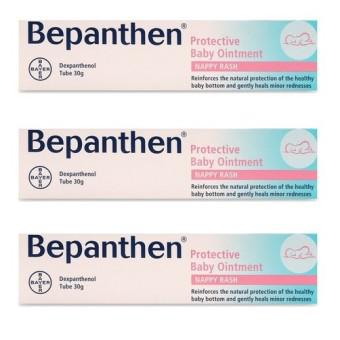 Bepanthen®
Protective
Baby Ointment
NAPPY RASH
BAYER
BAYER
Dexpanthenol
Tube 30g
Reinforces the natural protection of the healthy
baby bottom and gently heals minor rednesses
Bepanthen®
Protective
Baby Ointment
NAPPY RASH
BAYER
BAYER
Dexpanthenol
Tube 30g
Reinforces the natural protection of the healthy
baby bottom and gently heals minor rednesses
Bepanthen®
Protective
Baby Ointment
NAPPY RASH
BAYER
BAYER
Dexpanthenol
Tube 30g
Reinforces the natural protection of the healthy
baby bottom and gently heals minor rednesses